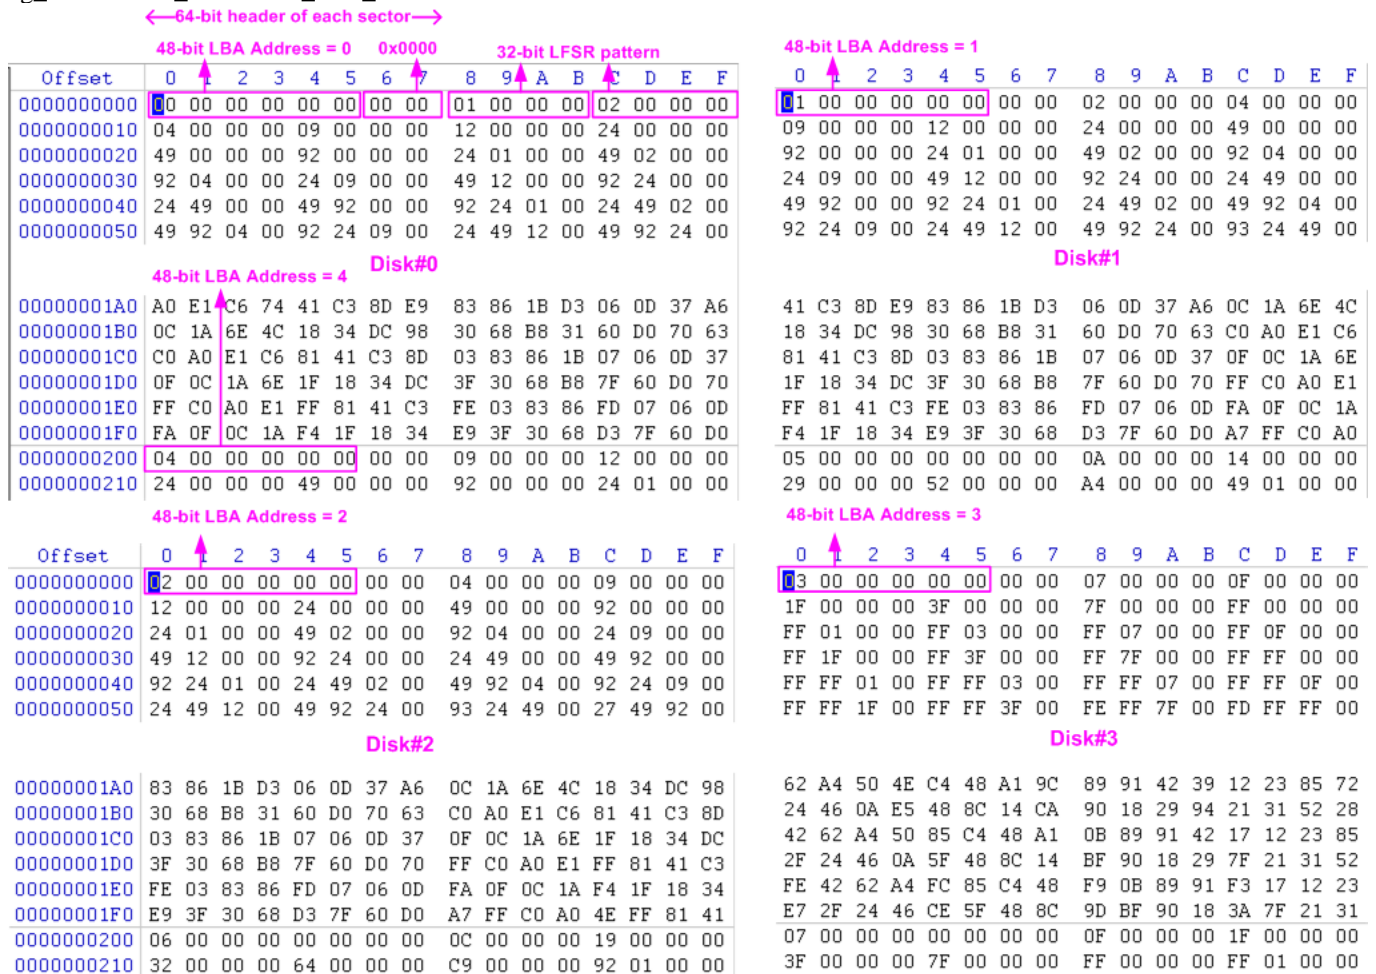 ←64-bit header of each sector→
48-bit LBA Address = 0 0x0000 32-bit LFSR pattern
Offset 0 1 2 3 4 5 6 7 8 9 A B C D E F
0000000000 00 00 00 00 00 00 00 00 01 00 00 00 02 00 00 00
0000000010 04 00 00 00 09 00 00 00 12 00 00 00 24 00 00 00
0000000020 49 00 00 00 92 00 00 00 24 01 00 00 49 02 00 00
0000000030 92 04 00 00 24 09 00 00 49 12 00 00 92 24 00 00
0000000040 24 49 00 00 49 92 00 00 92 24 01 00 24 49 02 00
0000000050 49 92 04 00 92 24 09 00 24 49 12 00 49 92 24 00
Disk#0
48-bit LBA Address = 4
00000001A0 A0 E1 C6 74 41 C3 8D E9 83 86 1B D3 06 0D 37 A6
00000001B0 0C 1A 6E 4C 18 34 DC 98 30 68 B8 31 60 D0 70 63
00000001C0 C0 A0 E1 C6 81 41 C3 8D 03 83 86 1B 07 06 0D 37
00000001D0 0F 0C 1A 6E 1F 18 34 DC 3F 30 68 B8 7F 60 D0 70
00000001E0 FF C0 A0 E1 FF 81 41 C3 FE 03 83 86 FD 07 06 0D
00000001F0 FA 0F 0C 1A F4 1F 18 34 E9 3F 30 68 D3 7F 60 D0
0000000200 04 00 00 00 00 00 00 00 09 00 00 00 12 00 00 00
0000000210 24 00 00 00 49 00 00 00 92 00 00 00 24 01 00 00
48-bit LBA Address = 1
0 1 2 3 4 5 6 7 8 9 A B C D E F
01 00 00 00 00 00 00 00 02 00 00 00 04 00 00 00
09 00 00 00 12 00 00 00 24 00 00 00 49 00 00 00
92 00 00 00 24 01 00 00 49 02 00 00 92 04 00 00
24 09 00 00 49 12 00 00 92 24 00 00 24 49 00 00
49 92 00 00 92 24 01 00 24 49 02 00 49 92 04 00
92 24 09 00 24 49 12 00 49 92 24 00 93 24 49 00
Disk#1
41 C3 8D E9 83 86 1B D3 06 0D 37 A6 0C 1A 6E 4C
18 34 DC 98 30 68 B8 31 60 D0 70 63 C0 A0 E1 C6
81 41 C3 8D 03 83 86 1B 07 06 0D 37 0F 0C 1A 6E
1F 18 34 DC 3F 30 68 B8 7F 60 D0 70 FF C0 A0 E1
FF 81 41 C3 FE 03 83 86 FD 07 06 0D FA 0F 0C 1A
F4 1F 18 34 E9 3F 30 68 D3 7F 60 D0 A7 FF C0 A0
05 00 00 00 00 00 00 00 0A 00 00 00 14 00 00 00
29 00 00 00 52 00 00 00 A4 00 00 00 49 01 00 00
48-bit LBA Address = 2
Offset 0 1 2 3 4 5 6 7 8 9 A B C D E F
0000000000 02 00 00 00 00 00 00 00 04 00 00 00 09 00 00 00
0000000010 12 00 00 00 24 00 00 00 49 00 00 00 92 00 00 00
0000000020 24 01 00 00 49 02 00 00 92 04 00 00 24 09 00 00
0000000030 49 12 00 00 92 24 00 00 24 49 00 00 49 92 00 00
0000000040 92 24 01 00 24 49 02 00 49 92 04 00 92 24 09 00
0000000050 24 49 12 00 49 92 24 00 93 24 49 00 27 49 92 00
Disk#2
00000001A0 83 86 1B D3 06 0D 37 A6 0C 1A 6E 4C 18 34 DC 98
00000001B0 30 68 B8 31 60 D0 70 63 C0 A0 E1 C6 81 41 C3 8D
00000001C0 03 83 86 1B 07 06 0D 37 0F 0C 1A 6E 1F 18 34 DC
00000001D0 3F 30 68 B8 7F 60 D0 70 FF C0 A0 E1 FF 81 41 C3
00000001E0 FE 03 83 86 FD 07 06 0D FA 0F 0C 1A F4 1F 18 34
00000001F0 E9 3F 30 68 D3 7F 60 D0 A7 FF C0 A0 4E FF 81 41
0000000200 06 00 00 00 00 00 00 00 0C 00 00 00 19 00 00 00
0000000210 32 00 00 00 64 00 00 00 C9 00 00 00 92 01 00 00
48-bit LBA Address = 3
0 1 2 3 4 5 6 7 8 9 A B C D E F
03 00 00 00 00 00 00 00 07 00 00 00 0F 00 00 00
1F 00 00 00 3F 00 00 00 7F 00 00 00 FF 00 00 00
FF 01 00 00 FF 03 00 00 FF 07 00 00 FF 0F 00 00
FF 1F 00 00 FF 3F 00 00 FF 7F 00 00 FF FF 00 00
FF FF 01 00 FF FF 03 00 FF FF 07 00 FF FF 0F 00
FF FF 1F 00 FF FF 3F 00 FE FF 7F 00 FD FF FF 00
Disk#3
62 A4 50 4E C4 48 A1 9C 89 91 42 39 12 23 85 72
24 46 0A E5 48 8C 14 CA 90 18 29 94 21 31 52 28
42 62 A4 50 85 C4 48 A1 0B 89 91 42 17 12 23 85
2F 24 46 0A 5F 48 8C 14 BF 90 18 29 7F 21 31 52
FE 42 62 A4 FC 85 C4 48 F9 0B 89 91 F3 17 12 23
E7 2F 24 46 CE 5F 48 8C 9D BF 90 18 3A 7F 21 31
07 00 00 00 00 00 00 00 0F 00 00 00 1F 00 00 00
3F 00 00 00 7F 00 00 00 FF 00 00 00 FF 01 00 00